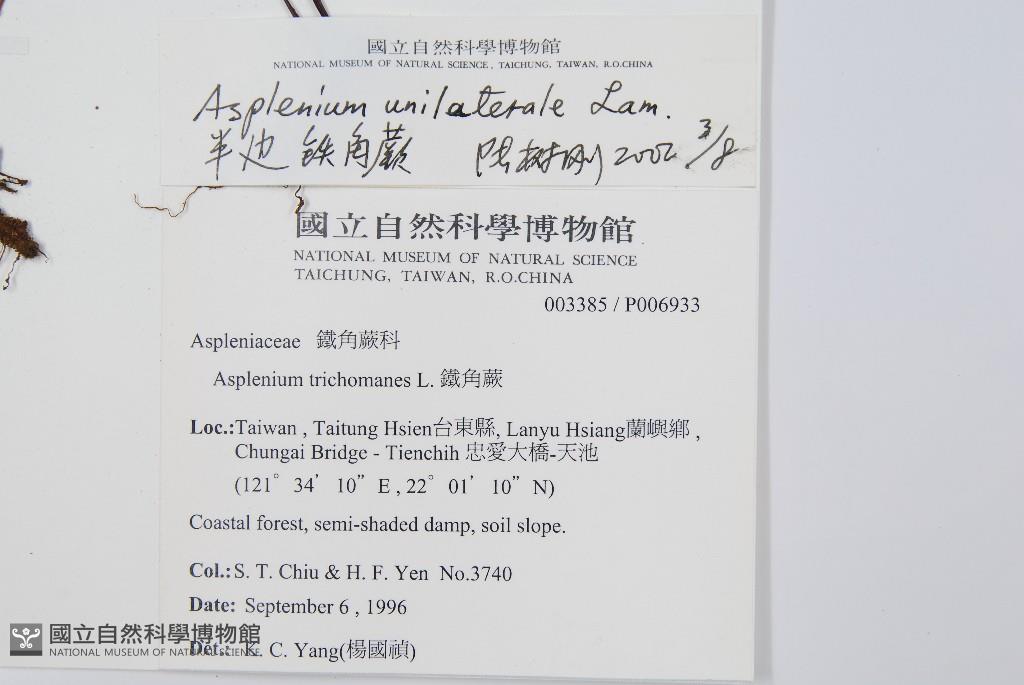 國立自然科學博物館
NATIONAL MUSEUM OF NATURAL SCIENCE, TAICHUNG, TAIWAN, R.O.CHINA
Asplenium unilaterale Lam.
半边 铁角蕨 陆树刚 2002 3/8
國立自然科學博物館
NATIONAL MUSEUM OF NATURAL SCIENCE
TAICHUNG, TAIWAN, R.O.CHINA
003385 / P006933
Aspleniaceae 鐵角蕨科
Asplenium trichomanes L. 鐵角蕨
Loc.:Taiwan , Taitung Hsien台東縣, Lanyu Hsiang蘭嶼鄉 ,
Chungai Bridge - Tienchih 忠愛大橋-天池
(121° 34’ 10” E , 22° 01’ 10” N)
Coastal forest, semi-shaded damp, soil slope.
Col.: S. T. Chiu & H. F. Yen No.3740
Date: September 6 , 1996
Det.: K. C. Yang(楊國禎)
國立自然科學博物館
NATIONAL MUSEUM OF NATURAL SCIENCE